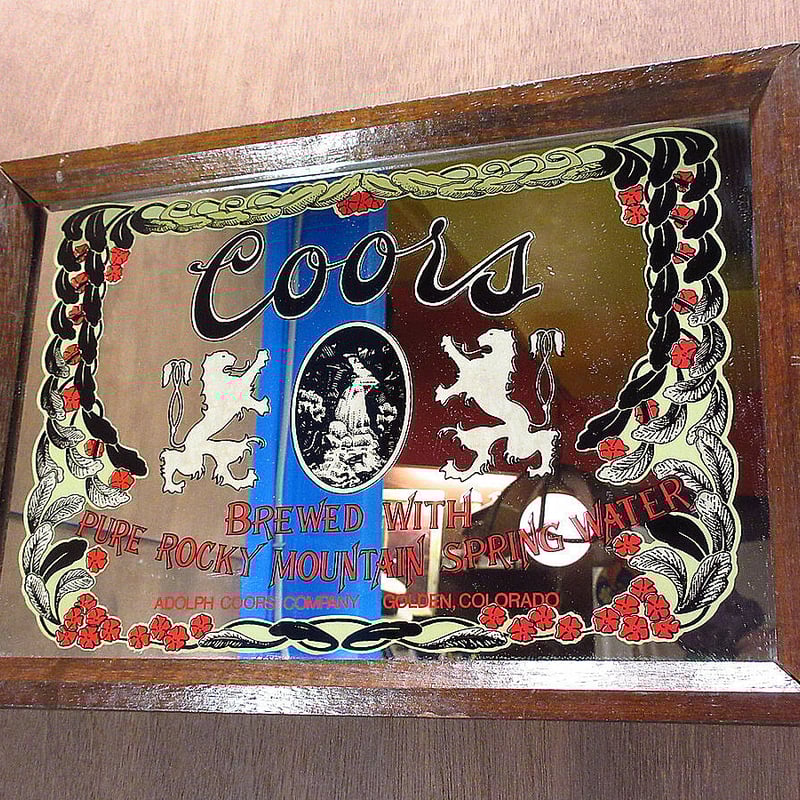 Coors
BREWED WITH
PURE ROCKY MOUNTAIN SPRING WATER
ADOLPH COORS COMPANY GOLDEN, COLORADO